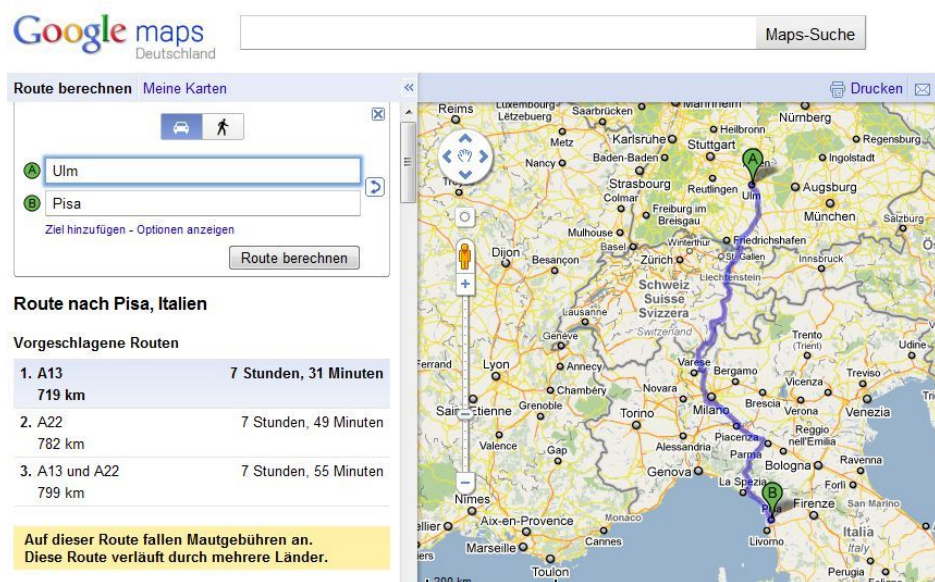 Google maps
Deutschland
Maps-Suche
Route berechnen Meine Karten
«
Drucken
A Ulm
B Pisa
Ziel hinzufügen - Optionen anzeigen
Route berechnen
Route nach Pisa, Italien
Vorgeschlagene Routen
1. A13 7 Stunden, 31 Minuten
719 km
2. A22 7 Stunden, 49 Minuten
782 km
3. A13 und A22 7 Stunden, 55 Minuten
799 km
Auf dieser Route fallen Mautgebühren an.
Diese Route verläuft durch mehrere Länder.
Reims
Luxembourg
Lëtzebuerg
Saarbrücken
Mannheim
Nürnberg
Metz
Karlsruhe
Heilbronn
Regensburg
Stuttgart
Nancy
Baden-Baden
A
Ingolstadt
Strasbourg
Reutlingen
Ulm
Augsburg
Colmar
Freiburg im
Breisgau
München
Salzburg
Mulhouse
Basel
Winterthur
Friedrichshafen
Dijon
Besançon
Zürich
St. Gallen
Innsbruck
Liechtenstein
Schweiz
Suisse
Svizzera
Switzerland
Lausanne
Genève
Trento
(Trient)
Udine
Lyon
Annecy
Varese
Bergamo
Treviso
Chambéry
Novara
Vicenza
Saint-Etienne
Grenoble
Torino
Milano
Brescia
Verona
Venezia
Valence
Gap
Alessandria
Piacenza
Reggio
nell'Emilia
Parma
Genova
Bologna
Ravenna
La Spezia
Forlì
B
Nîmes
Pisa
Firenze
San Marino
Aix-en-Provence
Monaco
Marseille
Cannes
Livorno
Italia
Italy
Toulon
Perugia
200 km